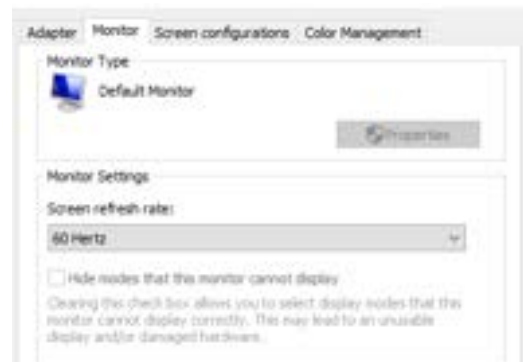 Adapter Monitor Screen configurations Color Management
Monitor Type
Default Monitor
Properties
Monitor Settings
Screen refresh rate:
60 Hertz
Hide modes that this monitor cannot display
Clearing this check box allows you to select display modes that this
monitor cannot display correctly. This may lead to an unusable
display and/or damaged hardware.